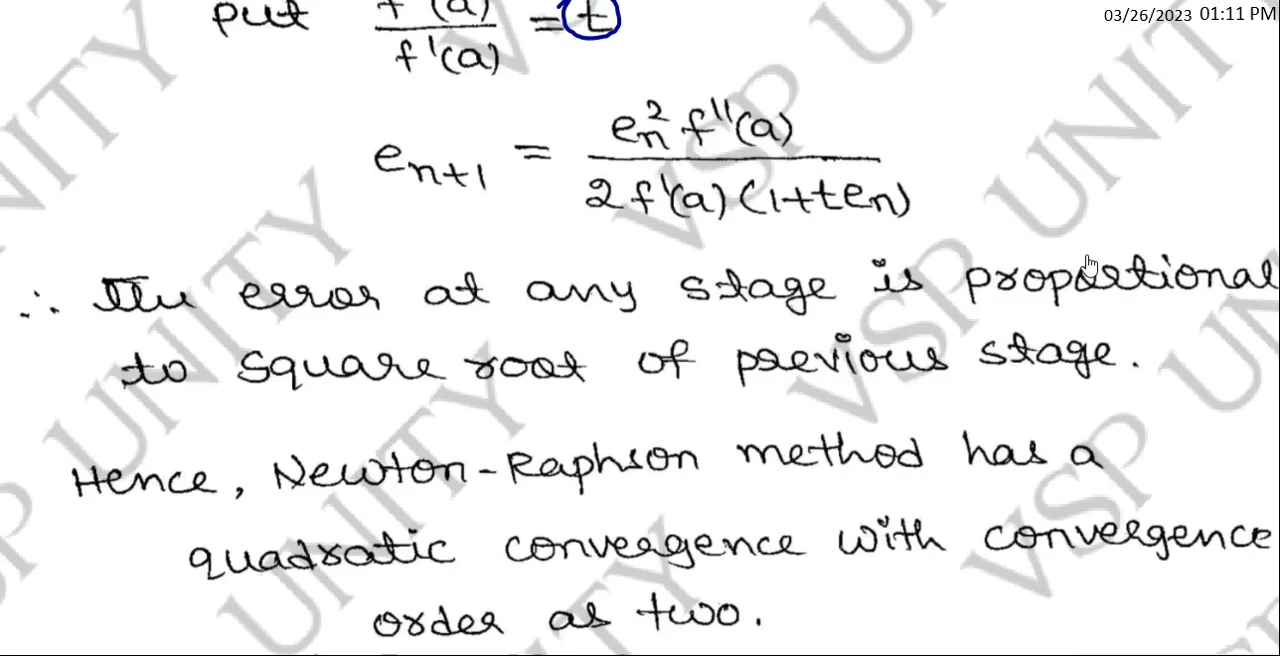 03/26/2023 01:11 PM
put f''(a) / f'(a) = t
e_{n+1} = e_n^2 f''(a) / 2f'(a)(1+te_n)
∴ The error at any stage is proportional
to square root of previous stage.
Hence, Newton-Raphson method has a
quadratic convergence with convergence
order as two.
VSP UNITY